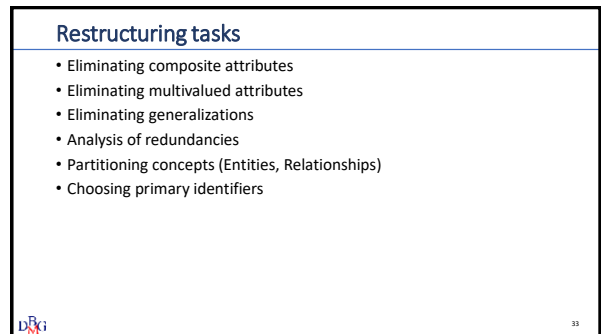 Restructuring tasks
• Eliminating composite attributes
• Eliminating multivalued attributes
• Eliminating generalizations
• Analysis of redundancies
• Partitioning concepts (Entities, Relationships)
• Choosing primary identifiers
DBMG
33